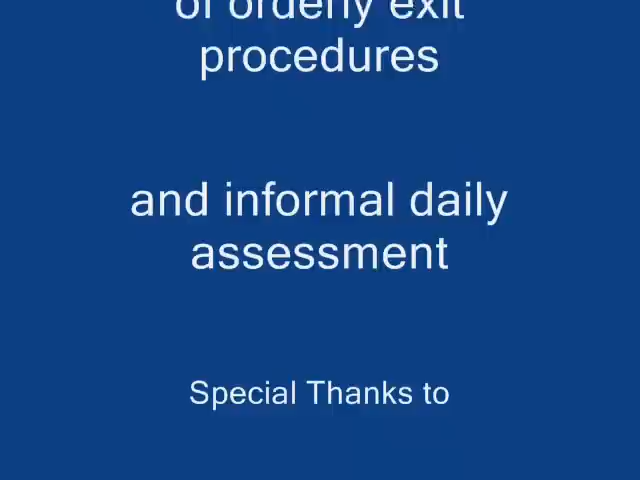 of orderly exit
procedures
and informal daily
assessment
Special Thanks to